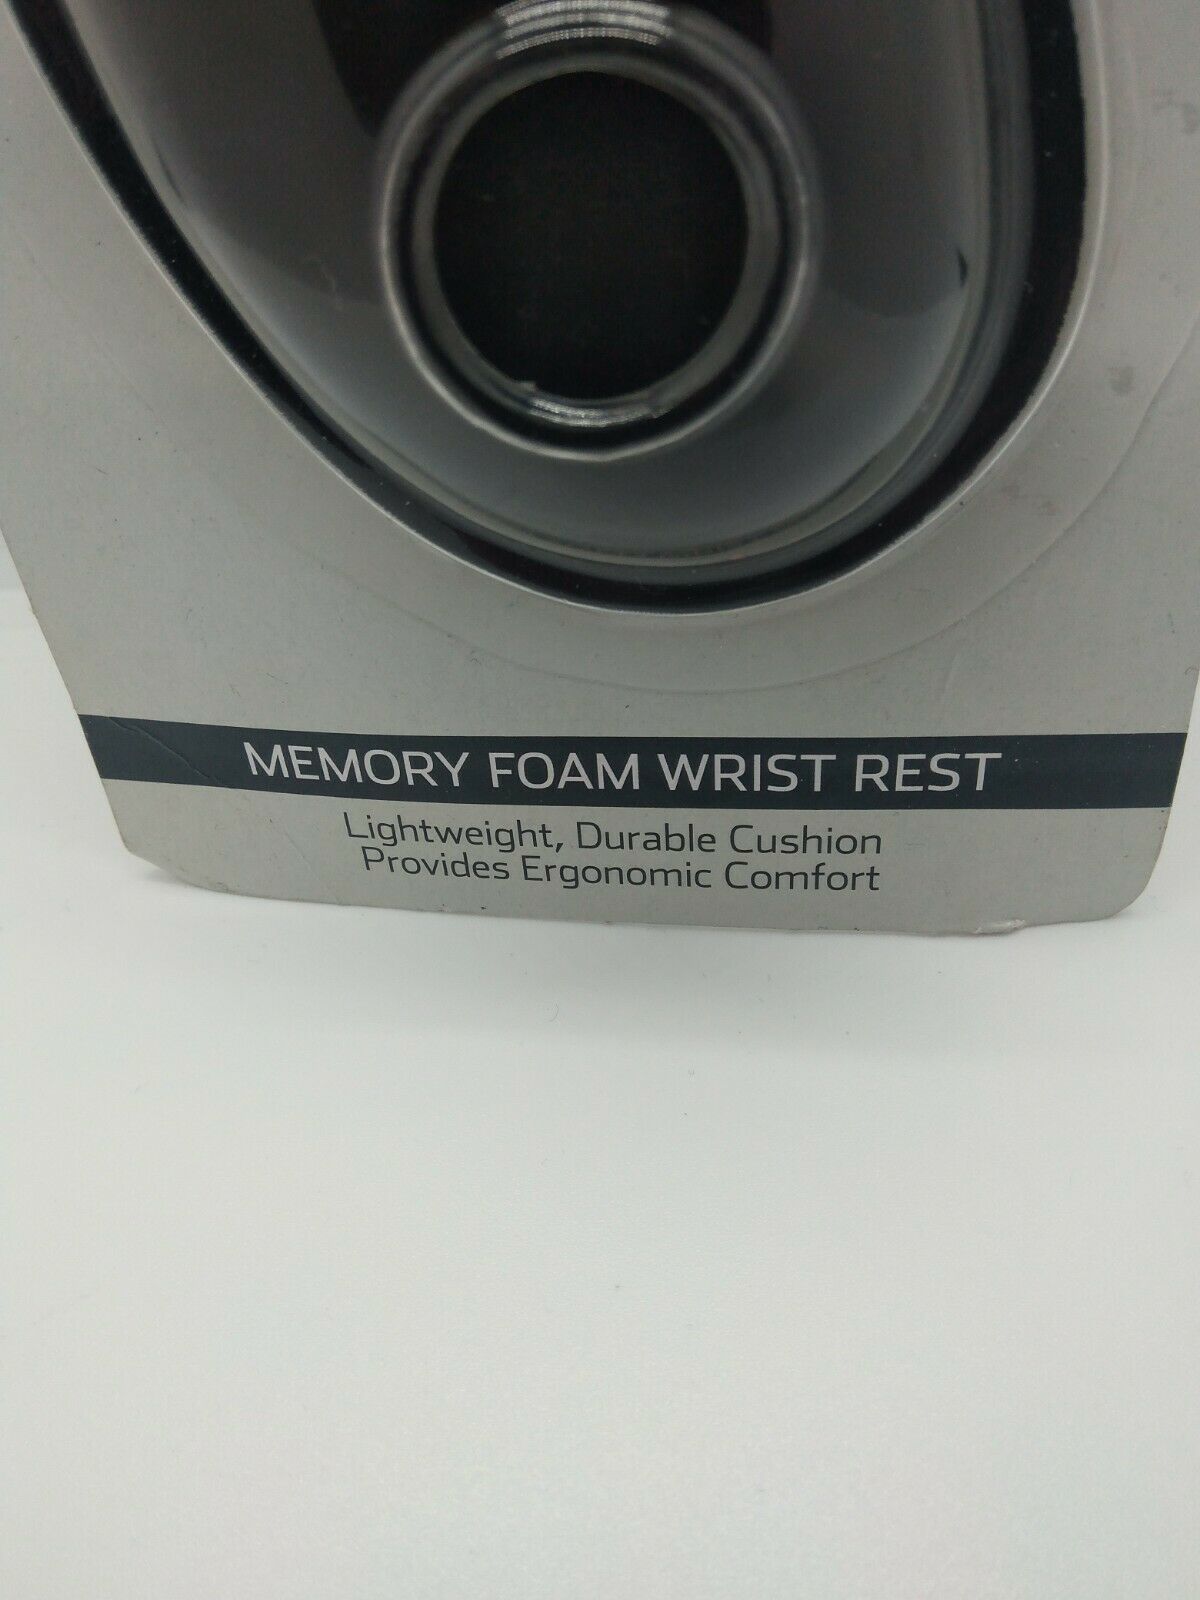 MEMORY FOAM WRIST REST
Lightweight, Durable Cushion
Provides Ergonomic Comfort